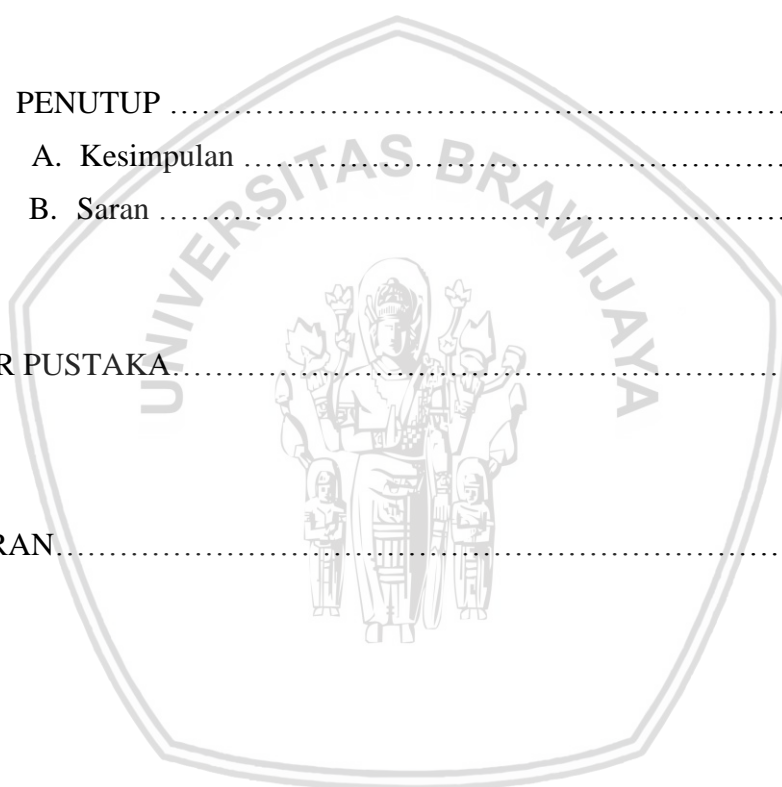 PENUTUP ……………………………………………………
A. Kesimpulan ……………………………………………
B. Saran ……………………………………………………
UNIVERSITAS BRAWIJAYA
R PUSTAKA ………………………………………………
RAN……………………………………………………………